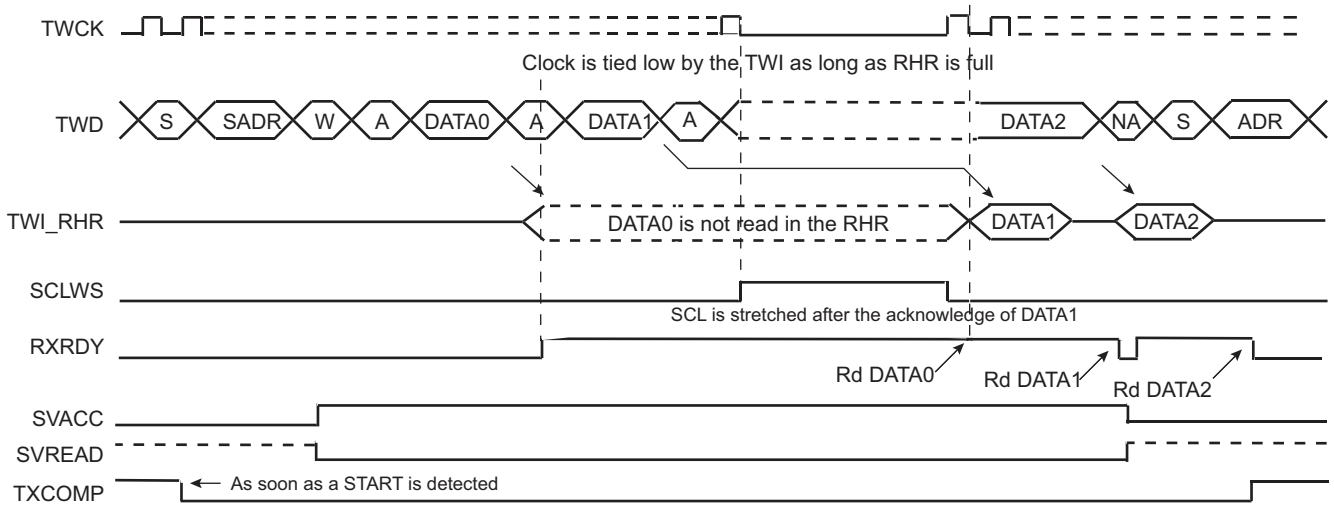 TWCK
Clock is tied low by the TWI as long as RHR is full
TWD S SADR W A DATA0 A DATA1 A DATA2 NA S ADR
TWI_RHR DATA0 is not read in the RHR DATA1 DATA2
SCLWS
SCL is stretched after the acknowledge of DATA1
RXRDY
Rd DATA0 Rd DATA1 Rd DATA2
SVACC
SVREAD
TXCOMP As soon as a START is detected